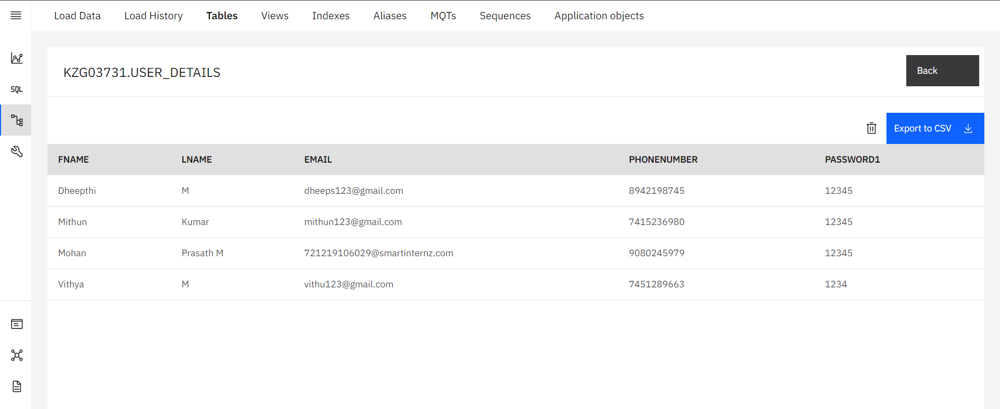 Load Data Load History Tables Views Indexes Aliases MQTs Sequences Application objects
KZG03731.USER_DETAILS
Back
SQL
Export to CSV
FNAME LNAME EMAIL PHONENUMBER PASSWORD1
Dheepthi M dheeps123@gmail.com 8942198745 12345
Mithun Kumar mithun123@gmail.com 7415236980 12345
Mohan Prasath M 721219106029@smartinternz.com 9080245979 12345
Vithya M vithu123@gmail.com 7451289663 1234